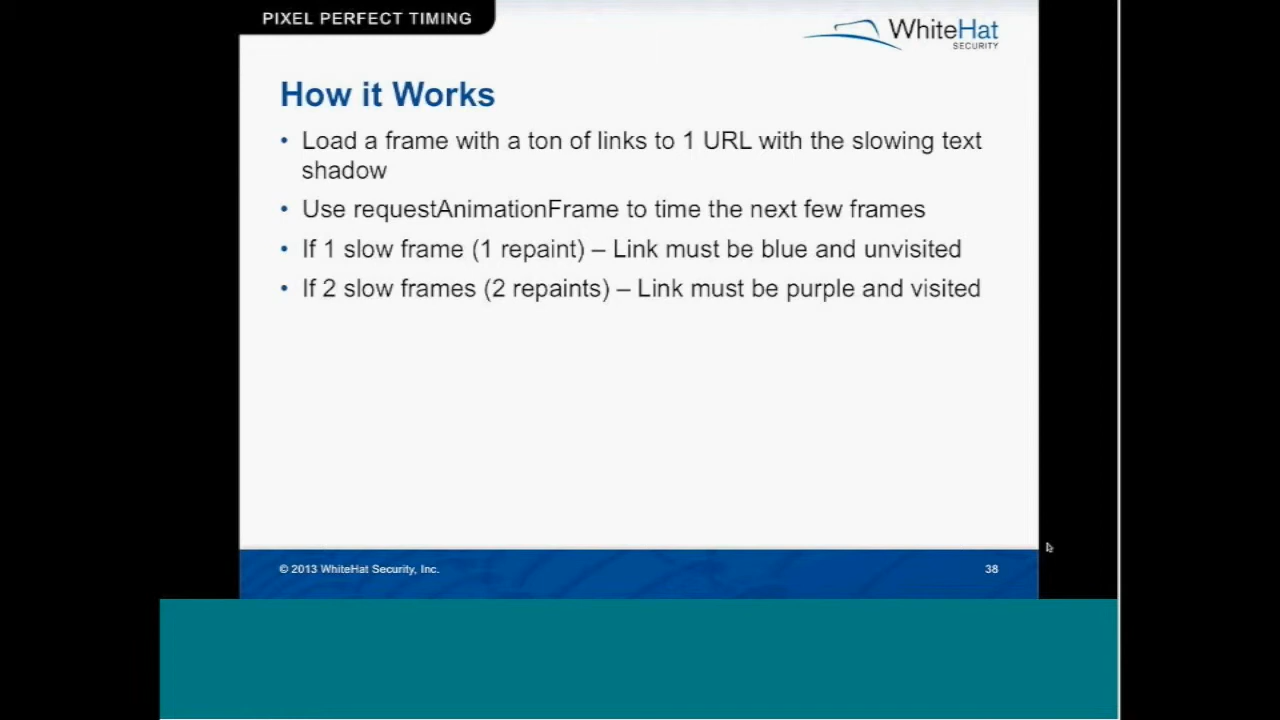 PIXEL PERFECT TIMING
WhiteHat
SECURITY
How it Works
• Load a frame with a ton of links to 1 URL with the slowing text
shadow
• Use requestAnimationFrame to time the next few frames
• If 1 slow frame (1 repaint) – Link must be blue and unvisited
• If 2 slow frames (2 repaints) – Link must be purple and visited
© 2013 WhiteHat Security, Inc.
38